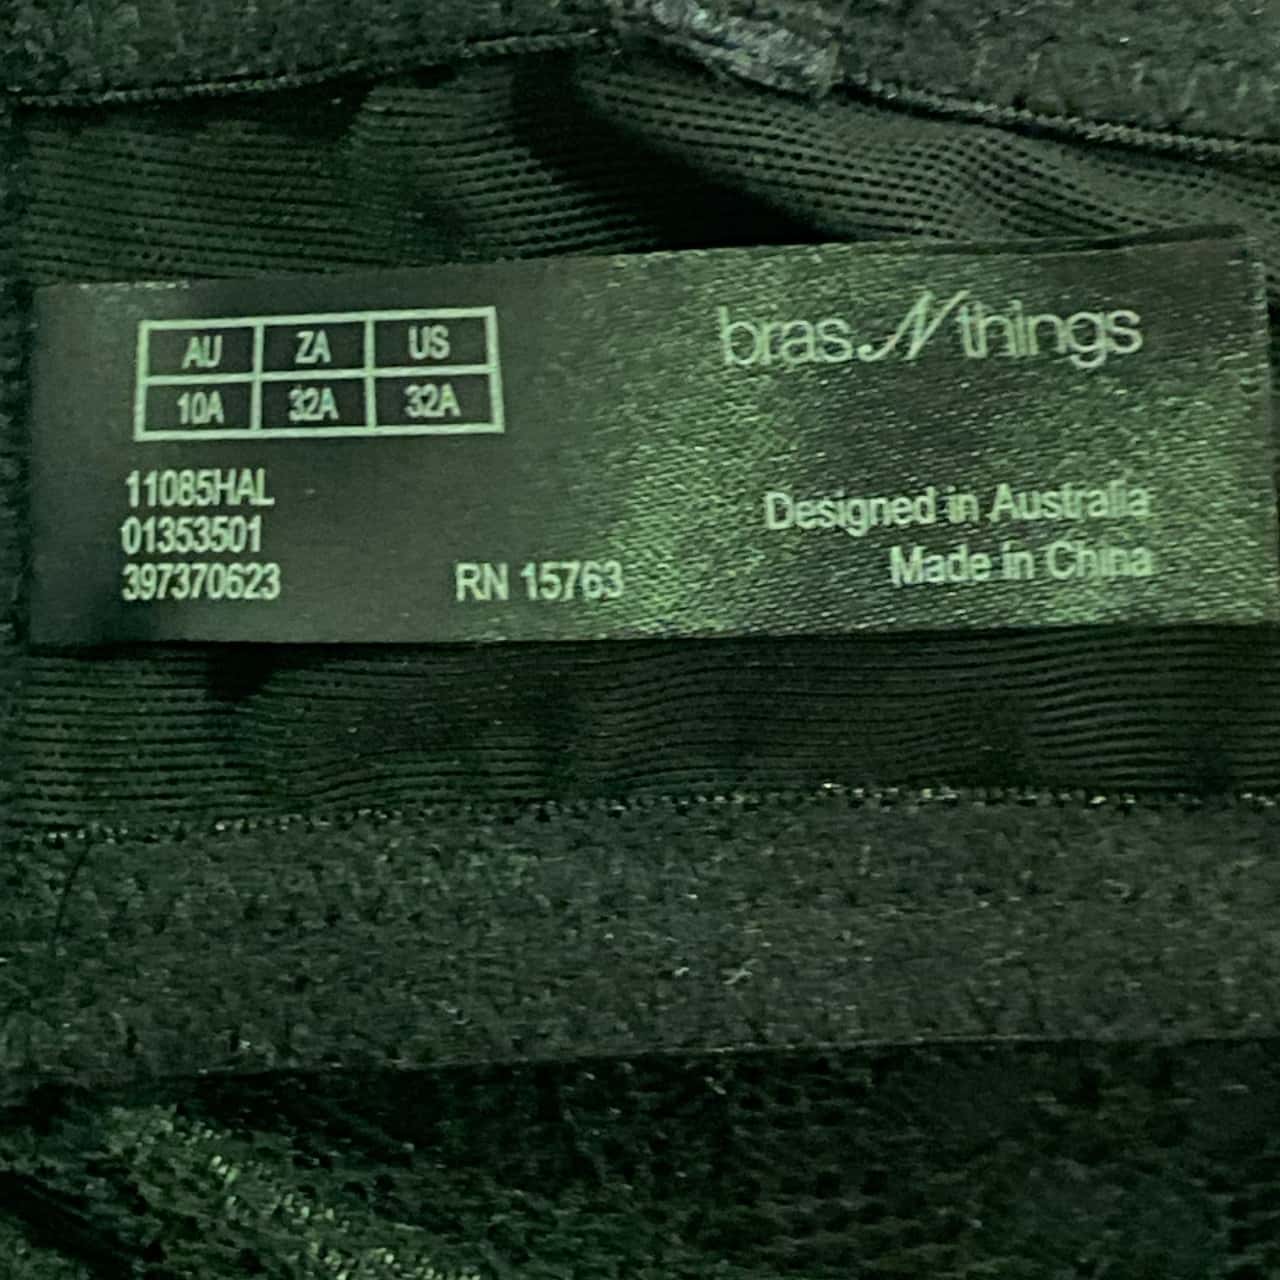 AU ZA US
10A 32A 32A
11085HAL
01353501
397370623
RN 15763
bras N things
Designed in Australia
Made in China